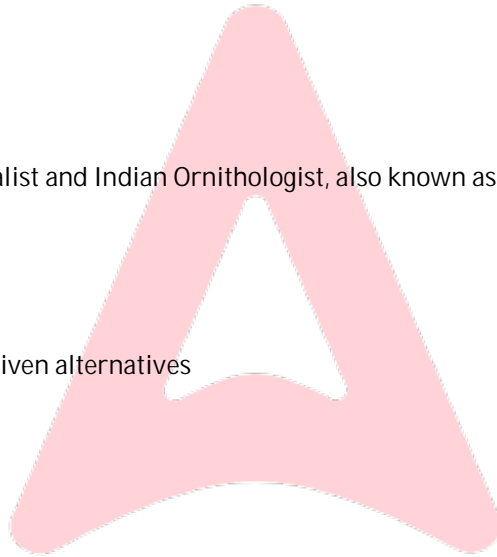 alist and Indian Ornithologist, also known as
iven alternatives